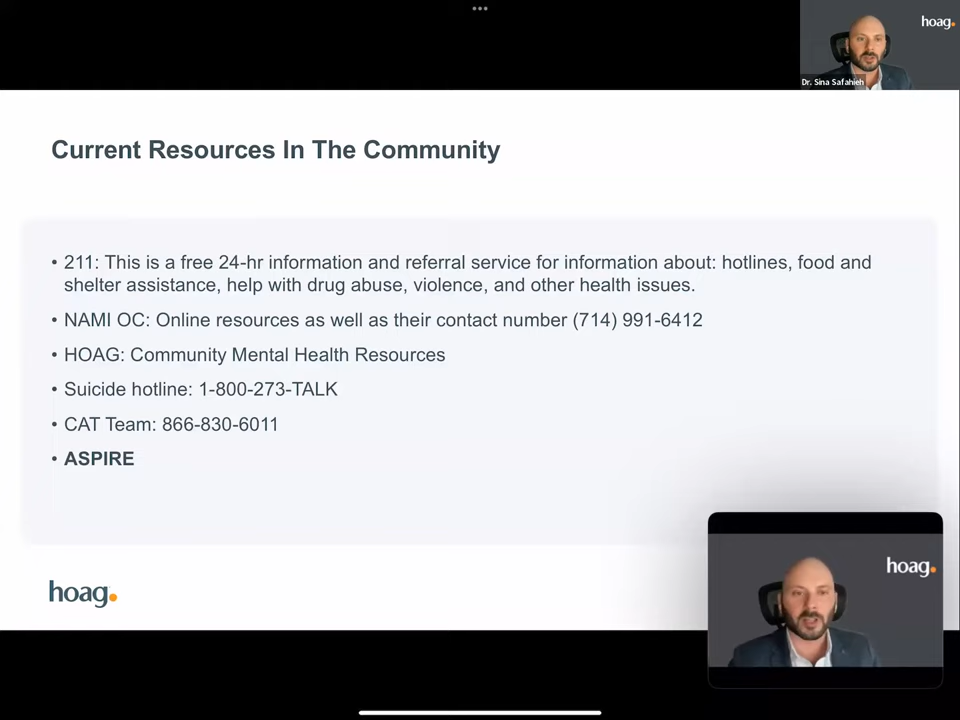 hoag.
Dr. Sina Safahieh
Current Resources In The Community
• 211: This is a free 24-hr information and referral service for information about: hotlines, food and
shelter assistance, help with drug abuse, violence, and other health issues.
• NAMI OC: Online resources as well as their contact number (714) 991-6412
• HOAG: Community Mental Health Resources
• Suicide hotline: 1-800-273-TALK
• CAT Team: 866-830-6011
• ASPIRE
hoag.
hoag.